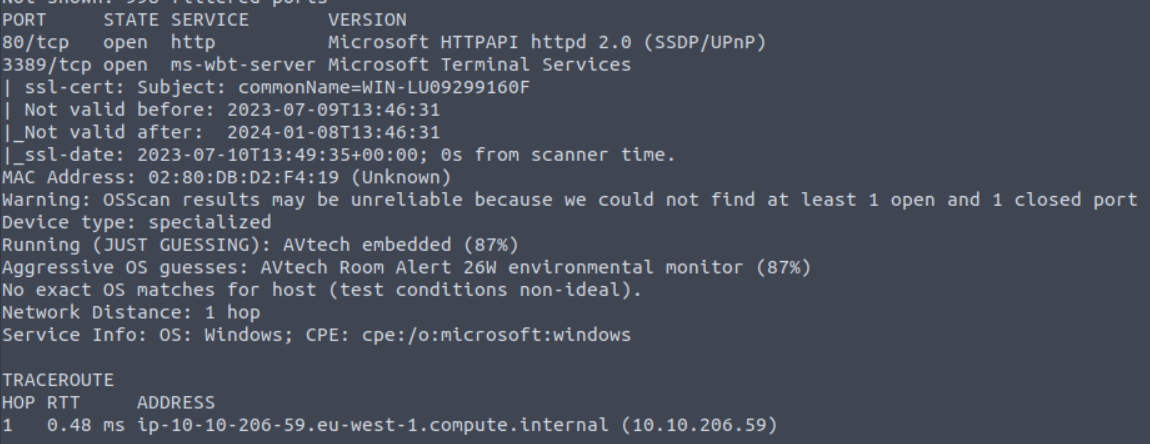 Not shown: 998 filtered ports
PORT     STATE SERVICE       VERSION
80/tcp   open  http          Microsoft HTTPAPI httpd 2.0 (SSDP/UPnP)
3389/tcp open  ms-wbt-server Microsoft Terminal Services
| ssl-cert: Subject: commonName=WIN-LU09299160F
| Not valid before: 2023-07-09T13:46:31
|_Not valid after:  2024-01-08T13:46:31
|_ssl-date: 2023-07-10T13:49:35+00:00; 0s from scanner time.
MAC Address: 02:80:DB:D2:F4:19 (Unknown)
Warning: OSScan results may be unreliable because we could not find at least 1 open and 1 closed port
Device type: specialized
Running (JUST GUESSING): AVtech embedded (87%)
Aggressive OS guesses: AVtech Room Alert 26W environmental monitor (87%)
No exact OS matches for host (test conditions non-ideal).
Network Distance: 1 hop
Service Info: OS: Windows; CPE: cpe:/o:microsoft:windows

TRACEROUTE
HOP RTT     ADDRESS
1   0.48 ms ip-10-10-206-59.eu-west-1.compute.internal (10.10.206.59)